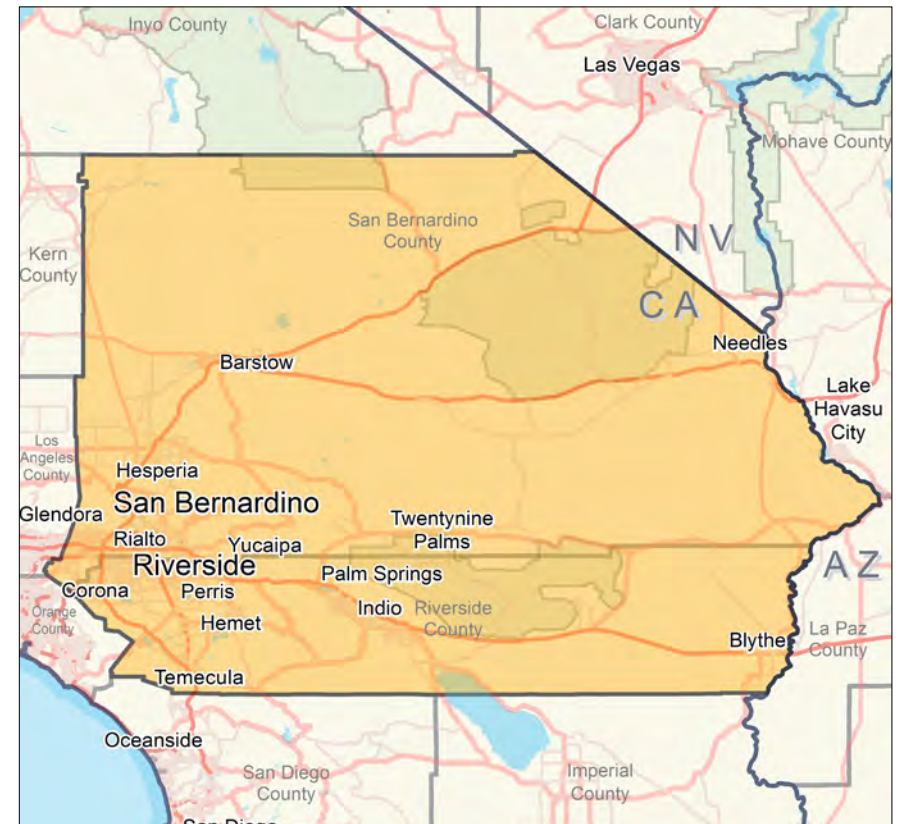 Inyo County
Clark County
Las Vegas
Mohave County
San Bernardino
County
NV
Kern
County
CA
Needles
Barstow
Lake
Havasu
City
Los
Angeles
County
Hesperia
San Bernardino
Glendora
Twentynine
Palms
Rialto
Yucaipa
Riverside
AZ
Palm Springs
Corona
Perris
Indio
Riverside
County
Orange
County
Hemet
La Paz
County
Blythe
Temecula
Oceanside
San Diego
County
Imperial
County
San Diego